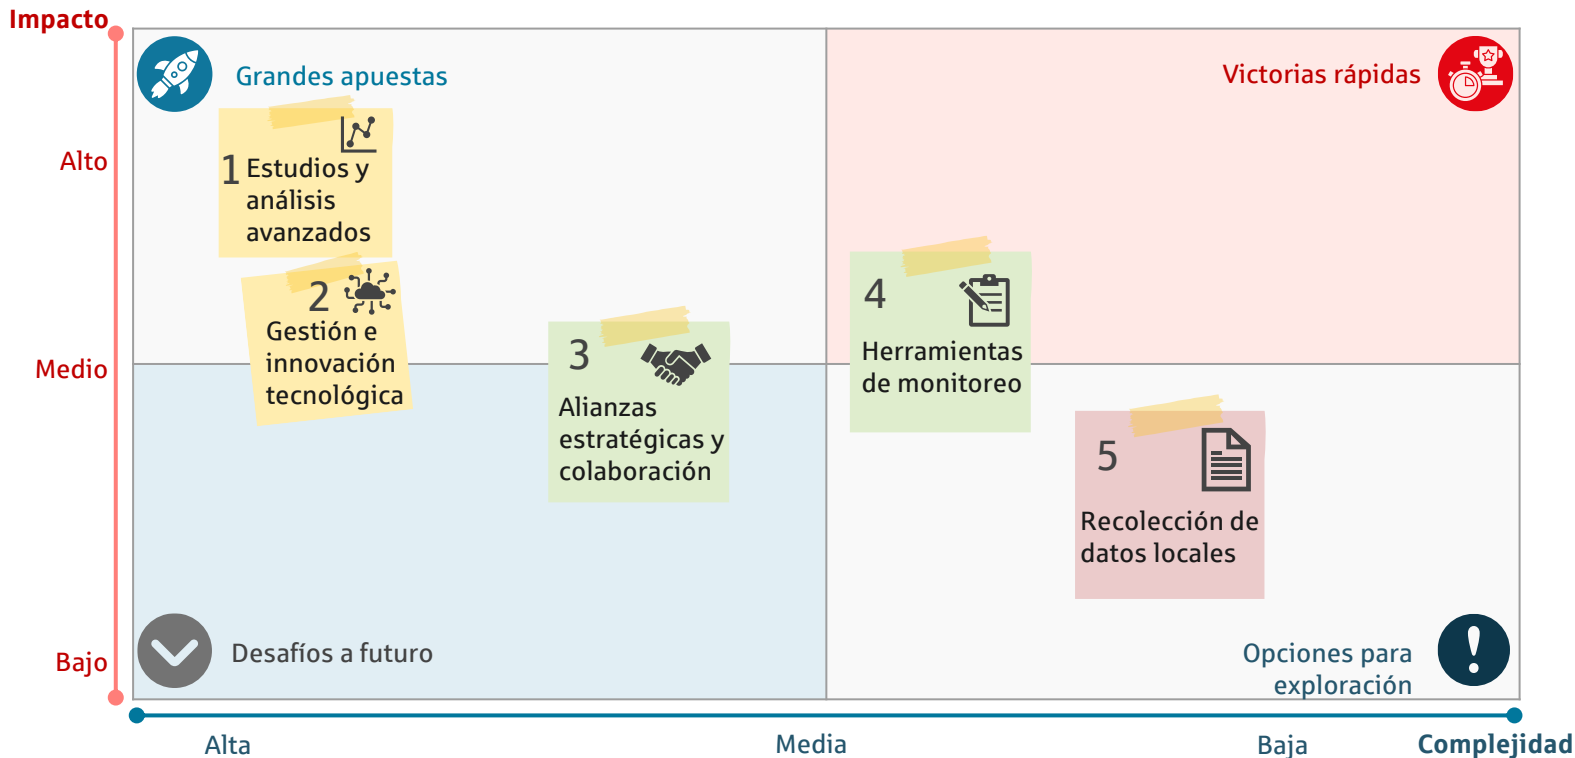 Impacto
Grandes apuestas
Victorias rápidas
Alto
1
Estudios y
análisis
avanzados
2
Gestión e
innovación
tecnológica
3
Alianzas
estratégicas y
colaboración
4
Herramientas
de monitoreo
Medio
5
Recolección de
datos locales
Bajo
Desafíos a futuro
Opciones para
exploración
Alta
Media
Baja
Complejidad